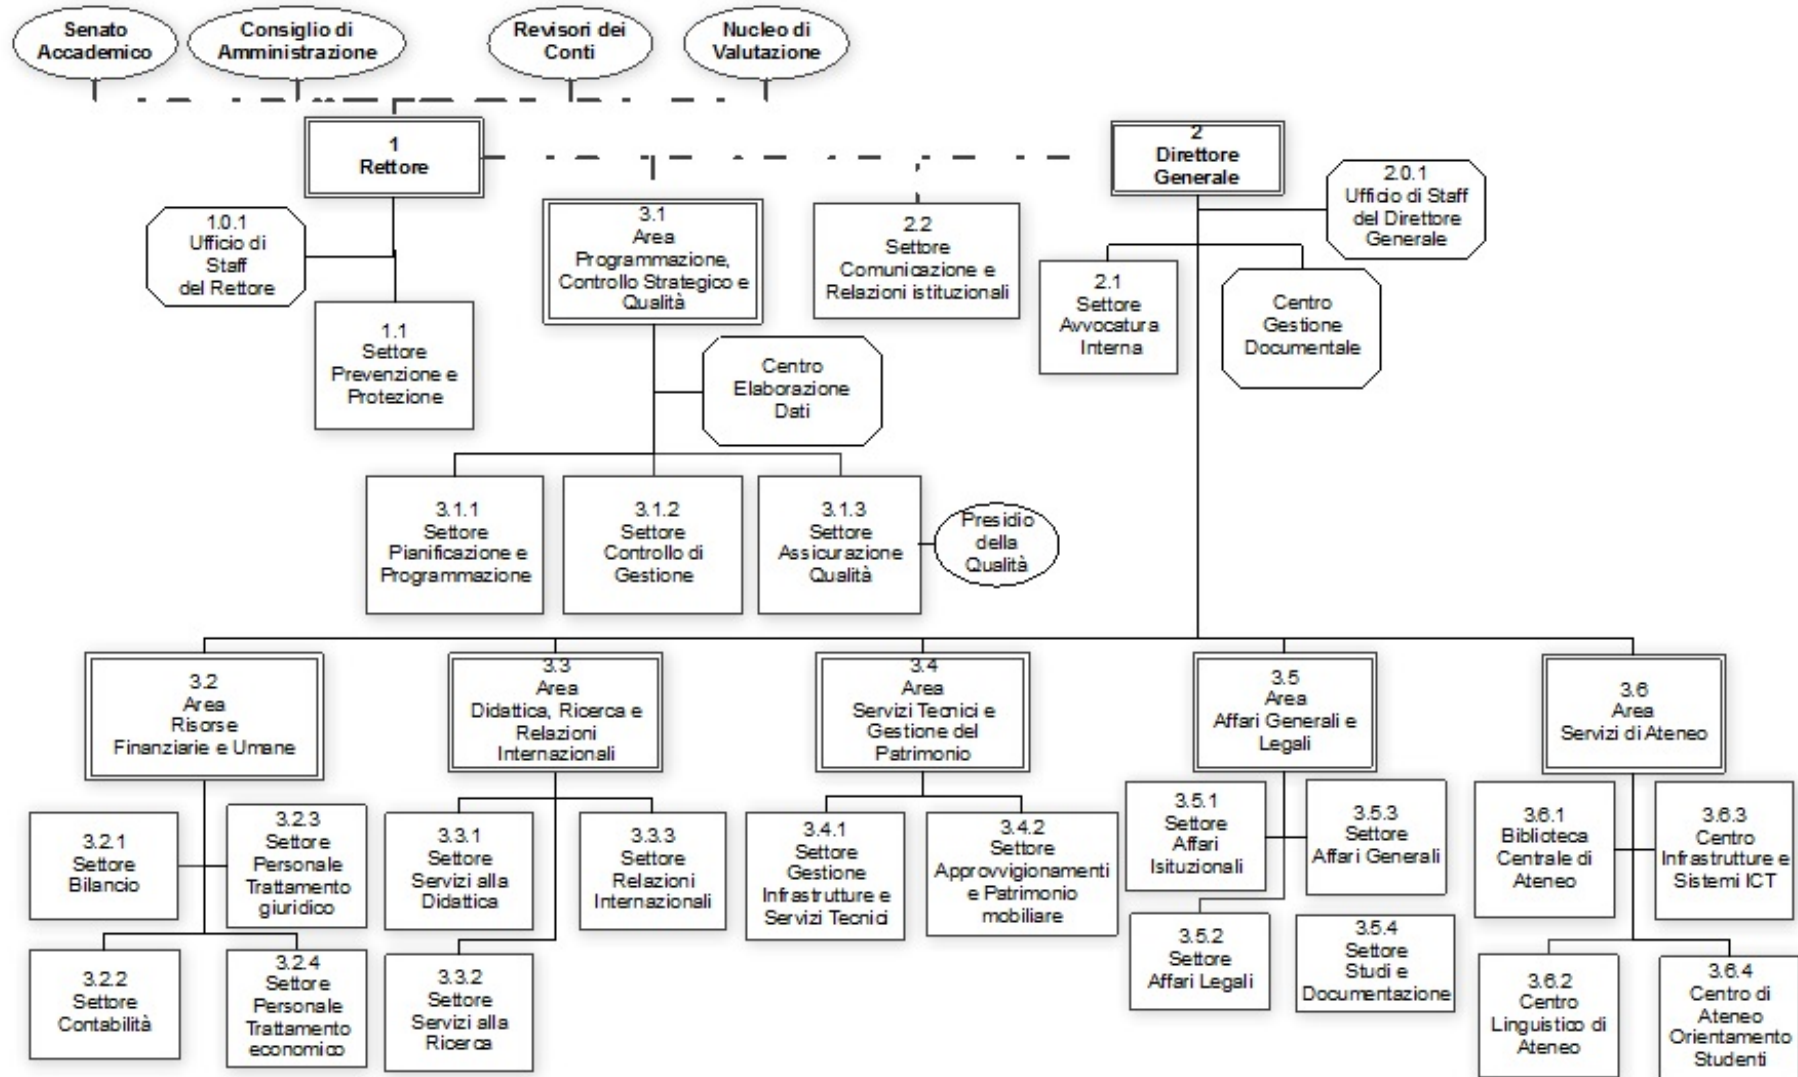 Senato
Accademico
Consiglio di
Amministrazione
Revisori dei
Conti
Nucleo di
Valutazione
1
Rettore
2
Direttore
Generale
2.0.1
Ufficio di Staff
del Direttore
Generale
1.0.1
Ufficio di
Staff
del Rettore
3.1
Area
Programmazione,
Controllo Strategico e
Qualità
2.2
Settore
Comunicazione e
Relazioni istituzionali
2.1
Settore
Avvocatura
Interna
Centro
Gestione
Documentale
1.1
Settore
Prevenzione e
Protezione
Centro
Elaborazione
Dati
3.1.1
Settore
Pianificazione e
Programmazione
3.1.2
Settore
Controllo di
Gestione
3.1.3
Settore
Assicurazione
Qualità
Presidio
della
Qualità
3.2
Area
Risorse
Finanziarie e Umane
3.3
Area
Didattica, Ricerca e
Relazioni
Internazionali
3.4
Area
Servizi Tecnici e
Gestione del
Patrimonio
3.5
Area
Affari Generali e
Legali
3.6
Area
Servizi di Ateneo
3.2.1
Settore
Bilancio
3.2.3
Settore
Personale
Trattamento
giuridico
3.3.1
Settore
Servizi alla
Didattica
3.3.3
Settore
Relazioni
Internazionali
3.4.1
Settore
Gestione
Infrastrutture e
Servizi Tecnici
3.4.2
Settore
Approvvigionamenti
e Patrimonio
mobiliare
3.5.1
Settore
Affari
Isituzionali
3.5.3
Settore
Affari Generali
3.6.1
Biblioteca
Centrale di
Ateneo
3.6.3
Centro
Infrastrutture e
Sistemi ICT
3.2.2
Settore
Contabilità
3.2.4
Settore
Personale
Trattamento
economico
3.3.2
Settore
Servizi alla
Ricerca
3.5.2
Settore
Affari Legali
3.5.4
Settore
Studi e
Documentazione
3.6.2
Centro
Linguistico di
Ateneo
3.6.4
Centro di
Ateneo
Orientamento
Studenti